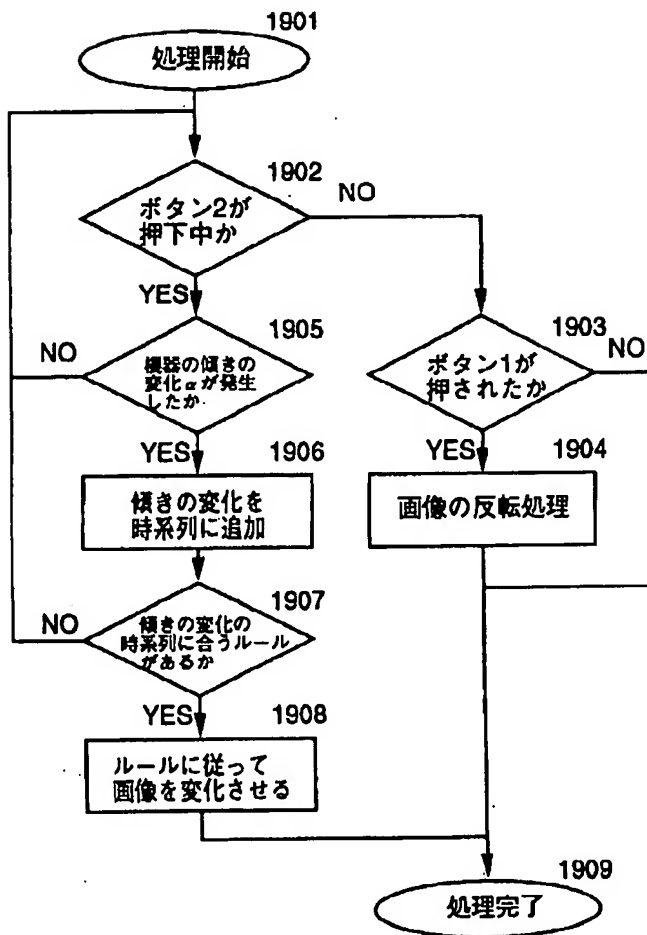 1901
処理開始
1902
ボタン2が
押下中か
NO
YES
1905
機器の傾きの
変化αが発生
したか
NO
YES
1903
ボタン1が
押されたか
NO
YES
1906
傾きの変化を
時系列に追加
1904
画像の反転処理
1907
傾きの変化の
時系列に合うルール
があるか
NO
YES
1908
ルールに従って
画像を変化させる
1909
処理完了